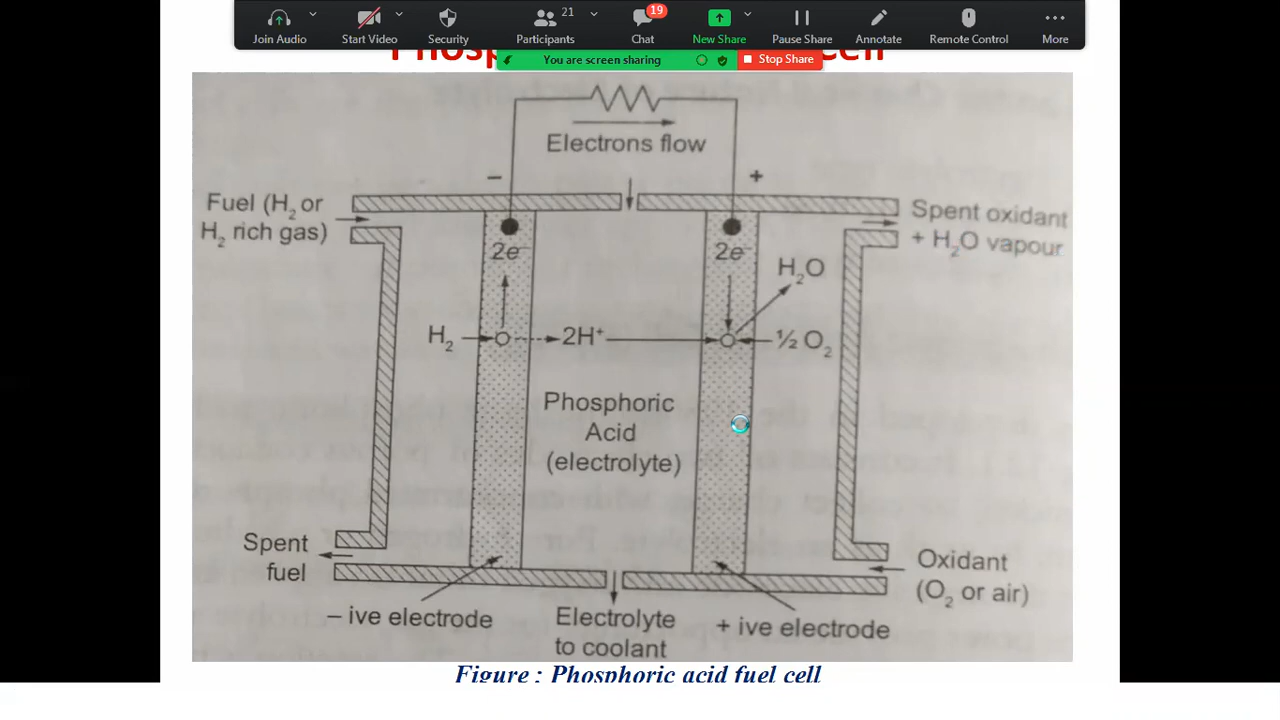 21
19
Join Audio
Start Video
Security
Participants
Chat
New Share
Pause Share
Annotate
Remote Control
More
You are screen sharing
Stop Share
Electrons flow
−
+
Fuel (H₂ or
H₂ rich gas)
Spent oxidant
+ H₂O vapour
2e⁻
2e⁻
H₂O
H₂
2H⁺
½ O₂
Phosphoric
Acid
(electrolyte)
Spent
fuel
Oxidant
(O₂ or air)
– ive electrode
Electrolyte
to coolant
+ ive electrode
Figure : Phosphoric acid fuel cell